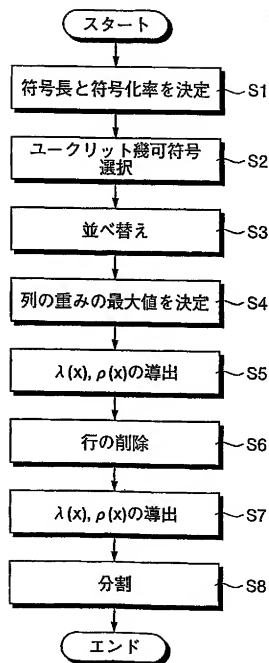 スタート
符号長と符号化率を決定
S1
ユークリット幾可符号
選択
S2
並べ替え
S3
列の重みの最大値を決定
S4
λ(x), ρ(x)の導出
S5
行の削除
S6
λ(x), ρ(x)の導出
S7
分割
S8
エンド